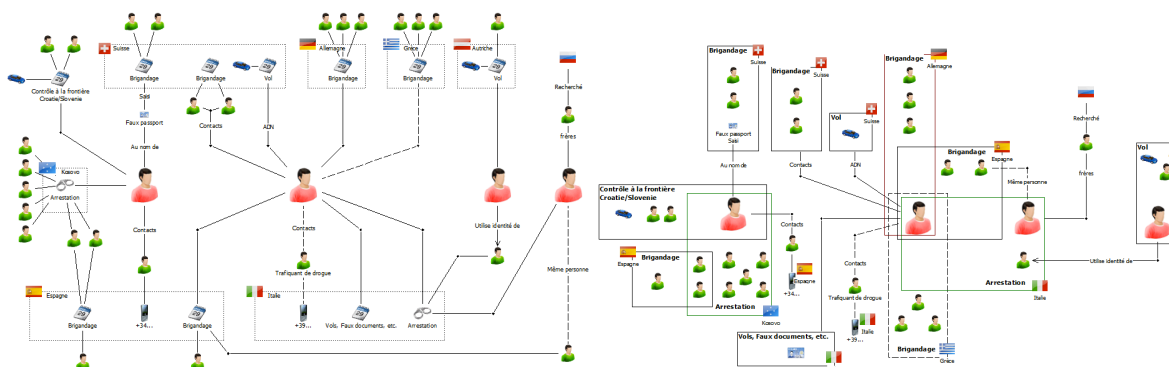 Suisse
Allemagne
Grèce
Autriche
Brigandage
Brigandage
Vol
Brigandage
Brigandage
Vol
Contrôle à la frontière
Croatie/Slovenie
Saisi
Faux passport
Recherché
Contacts
ADN
frères
Au nom de
Kosovo
Arrestation
Contacts
Contacts
Utilise identité de
Trafiquant de drogue
Même personne
Espagne
Italie
Brigandage
+34...
Brigandage
+39...
Vols, Faux documents, etc.
Arrestation
Brigandage
Suisse
Brigandage
Suisse
Brigandage
Allemagne
Faux passport
Saisi
Vol
Suisse
Recherché
Au nom de
Contacts
ADN
Brigandage
Espagne
Même personne
frères
Vol
Contrôle à la frontière
Croatie/Slovenie
Contacts
Espagne
Brigandage
Espagne
+34...
Arrestation
Kosovo
Contacts
Trafiquant de drogue
Italie
+39...
Utilise identité de
Arrestation
Italie
Vols, Faux documents, etc.
Brigandage
Grèce